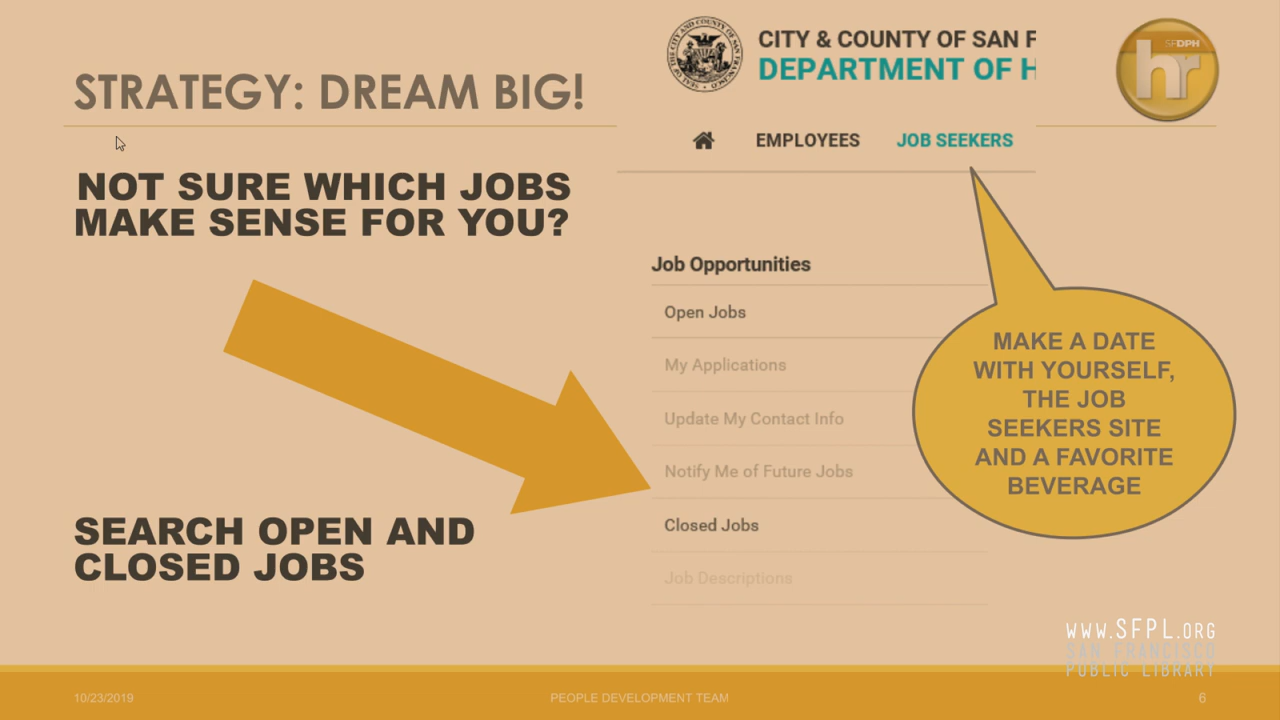 STRATEGY: DREAM BIG!
CITY & COUNTY OF SAN F
DEPARTMENT OF H
SFDPH
hr
EMPLOYEES
JOB SEEKERS
NOT SURE WHICH JOBS
MAKE SENSE FOR YOU?
SEARCH OPEN AND
CLOSED JOBS
Job Opportunities
Open Jobs
My Applications
Update My Contact Info
Notify Me of Future Jobs
Closed Jobs
Job Descriptions
MAKE A DATE
WITH YOURSELF,
THE JOB
SEEKERS SITE
AND A FAVORITE
BEVERAGE
WWW.SFPL.ORG
SAN FRANCISCO
PUBLIC LIBRARY
10/23/2019
PEOPLE DEVELOPMENT TEAM
6